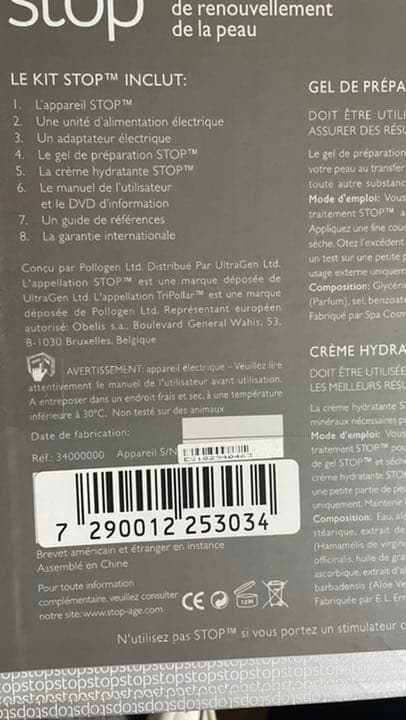 stop
de renouvellement
de la peau
LE KIT STOP™ INCLUT:
1. L'appareil STOP™
2. Une unité d'alimentation électrique
3. Un adaptateur électrique
4. Le gel de préparation STOP™
5. La crème hydratante STOP™
6. Le manuel de l'utilisateur
et le DVD d'information
7. Un guide de références
8. La garantie internationale
Conçu par Pollogen Ltd. Distribué Par UltraGen Ltd.
L'appellation STOP™ est une marque déposée de
UltraGen Ltd. L'appellation TriPollar™ est une marque
déposée de Pollogen Ltd. Représentant européen
autorisé: Obelis s.a., Boulevard General Wahis, 53,
B-1030 Bruxelles, Belgique
AVERTISSEMENT: appareil électrique - Veuillez lire
attentivement le manuel de l'utilisateur avant utilisation.
A entreposer dans un endroit frais et sec, à une température
inférieure à 30°C. Non testé sur des animaux
Date de fabrication:
Réf.: 34000000 Appareil S/N
7 290012 253034
Brevet américain et étranger en instance
Assemblé en Chine
Pour toute information
complémentaire, veuillez consulter
notre site: www.stop-age.com
CE
12M
N'utilisez pas STOP™ si vous portez un stimulateur c
GEL DE PRÉPA
DOIT ÊTRE UTILI
ASSURER DES RÉSU
Le gel de préparation
votre peau au transfer
toute autre substanc
Mode d'emploi: Vous
traitement STOP™ a
Appliquez une fine couc
sèche. Otez l'excédent
un test sur une petite p
usage externe uniquem
Composition: Glycéri
(Parfum), sel, benzoate
Fabriqué par Spa Cosm
CRÈME HYDRA
DOIT ÊTRE UTILISÉE
LES MEILLEURS RÉSU
La crème hydratante S
minéraux nécessaires p
Mode d'emploi: Vous
traitement STOP™ pou
de gel STOP™ et séch
crème hydratante STO
une petite partie de pea
uniquement. Maintenir
Composition: Eau, alc
stéarique, extrait de
(Hamamélis de virgini
officinalis, huile de gra
ascorbique, extrait d'al
barbadensis (Aloe Ve
Fabriquée par E. L. Err